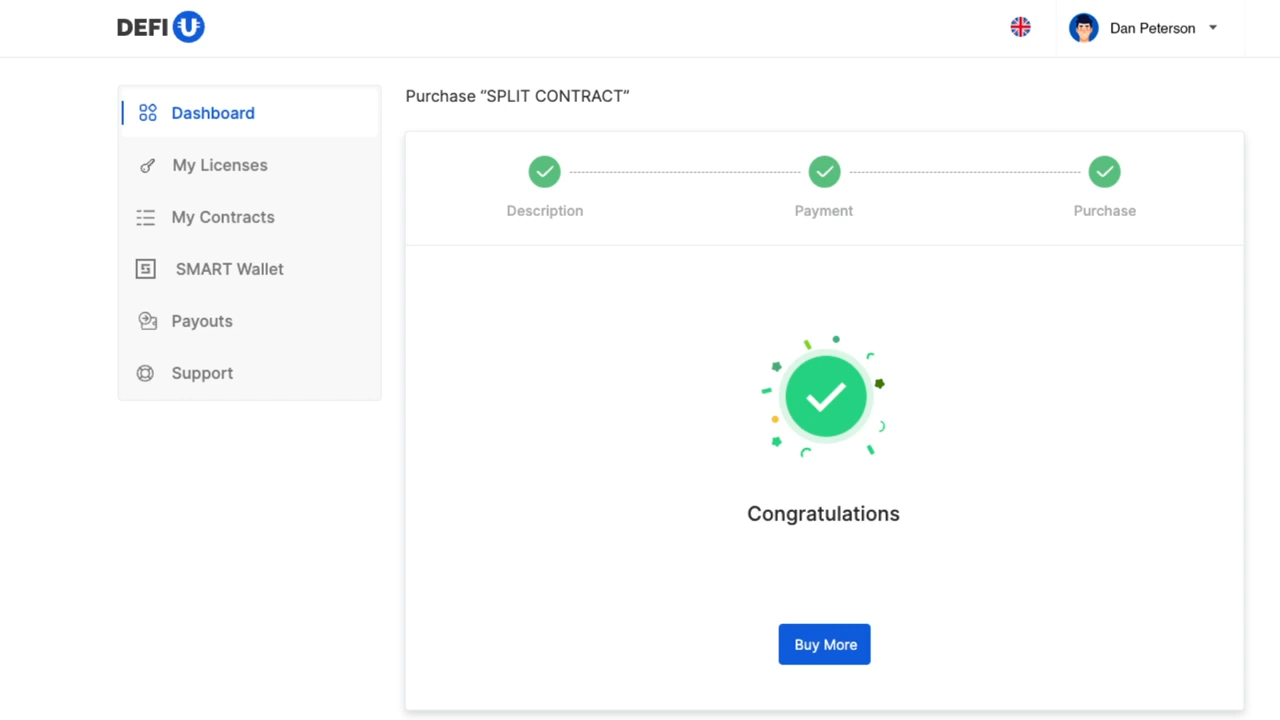 DEFI U
Dan Peterson
Dashboard
My Licenses
My Contracts
SMART Wallet
Payouts
Support
Purchase “SPLIT CONTRACT”
Description
Payment
Purchase
Congratulations
Buy More